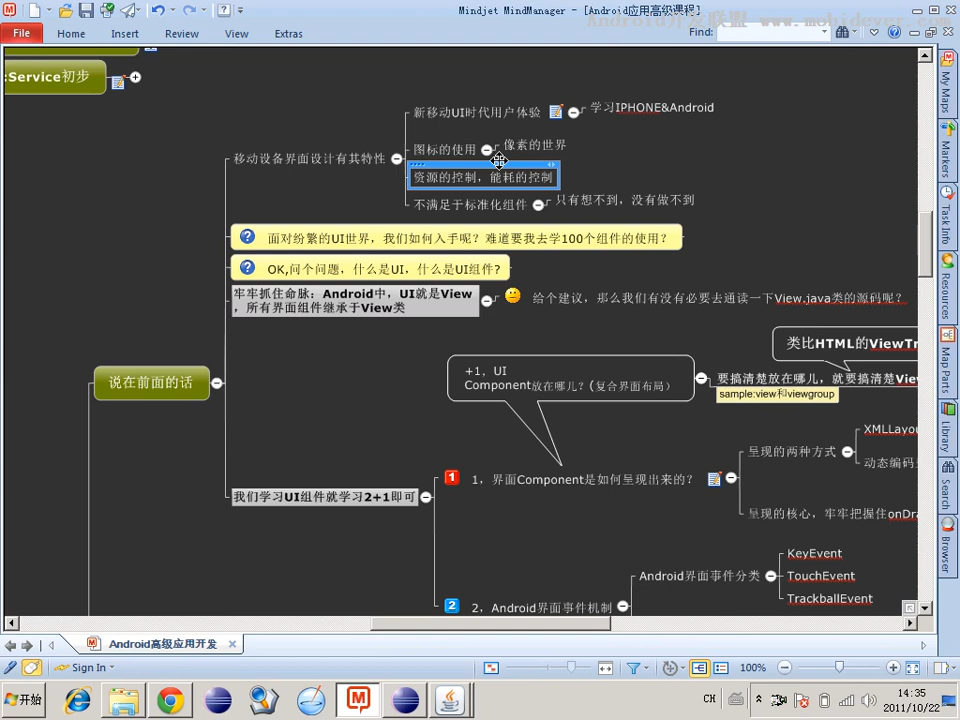 Mindjet MindManager - [Android应用高级课程]
Android开发联盟 www.mobidever.com
File
Home
Insert
Review
View
Extras
Find:
:Service初步
新移动UI时代用户体验
学习IPHONE&Android
图标的使用
像素的世界
移动设备界面设计有其特性
资源的控制，能耗的控制
不满足于标准化组件
只有想不到，没有做不到
面对纷繁的UI世界，我们如何入手呢？难道要我去学100个组件的使用？
OK,问个问题，什么是UI，什么是UI组件?
牢牢抓住命脉：Android中，UI就是View
，所有界面组件继承于View类
给个建议，那么我们有没有必要去通读一下View.java类的源码呢？
类比HTML的ViewTr
说在前面的话
+1，UI
Component放在哪儿?（复合界面布局）
要搞清楚放在哪儿，就要搞清楚Vie
sample:view和viewgroup
XMLLayou
呈现的两种方式
动态编码
1，界面Component是如何呈现出来的？
我们学习UI组件就学习2+1即可
呈现的核心，牢牢把握住onDra
KeyEvent
Android界面事件分类
TouchEvent
TrackballEvent
2，Android界面事件机制
My Maps
Markers
Task Info
Resources
Map Parts
Library
Search
Browser
Android高级应用开发
Sign In
100%
开始
CH
14:35
2011/10/22